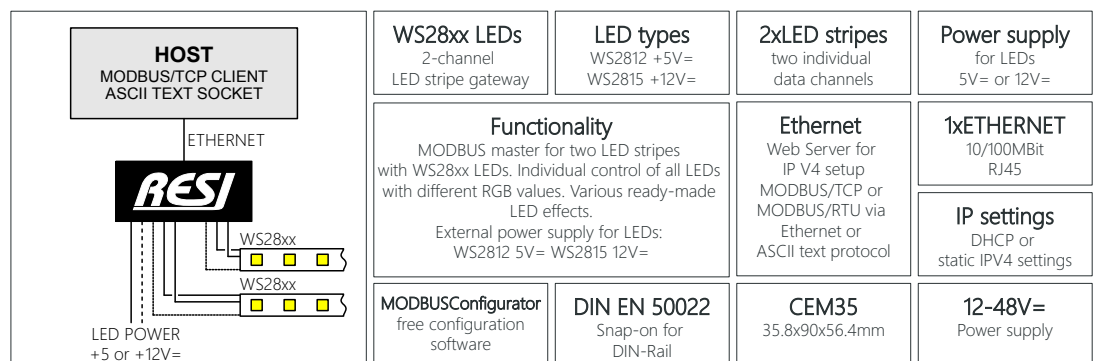 HOST
MODBUS/TCP CLIENT
ASCII TEXT SOCKET
ETHERNET
RESI
WS28xx
WS28xx
LED POWER
+5 or +12V=
WS28xx LEDs
2-channel
LED stripe gateway
LED types
WS2812 +5V=
WS2815 +12V=
2xLED stripes
two individual
data channels
Power supply
for LEDs
5V= or 12V=
Functionality
MODBUS master for two LED stripes
with WS28xx LEDs. Individual control of all LEDs
with different RGB values. Various ready-made
LED effects.
External power supply for LEDs:
WS2812 5V= WS2815 12V=
Ethernet
Web Server for
IP V4 setup
MODBUS/TCP or
MODBUS/RTU via
Ethernet or
ASCII text protocol
1xETHERNET
10/100MBit
RJ45
IP settings
DHCP or
static IPV4 settings
MODBUSConfigurator
free configuration
software
DIN EN 50022
Snap-on for
DIN-Rail
CEM35
35.8x90x56.4mm
12-48V=
Power supply